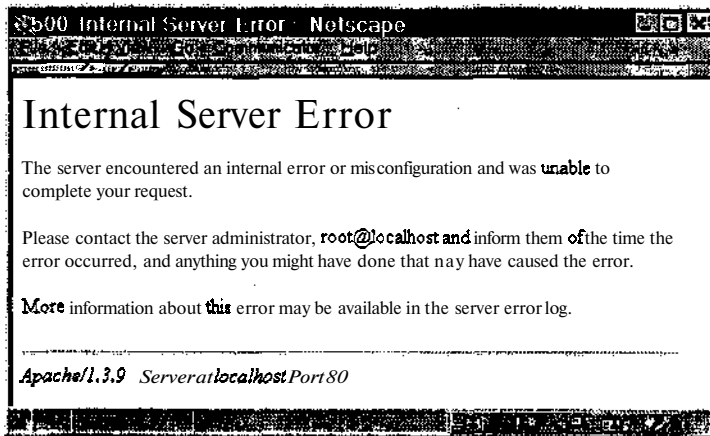 500 Internal Server Error - Netscape
Go Communicator Help
Internal Server Error
The server encountered an internal error or misconfiguration and was unable to
complete your request.
Please contact the server administrator, root@localhost and inform them of the time the
error occurred, and anything you might have done that nay have caused the error.
More information about this error may be available in the server error log.
Apache/1.3.9 Server at localhost Port 80